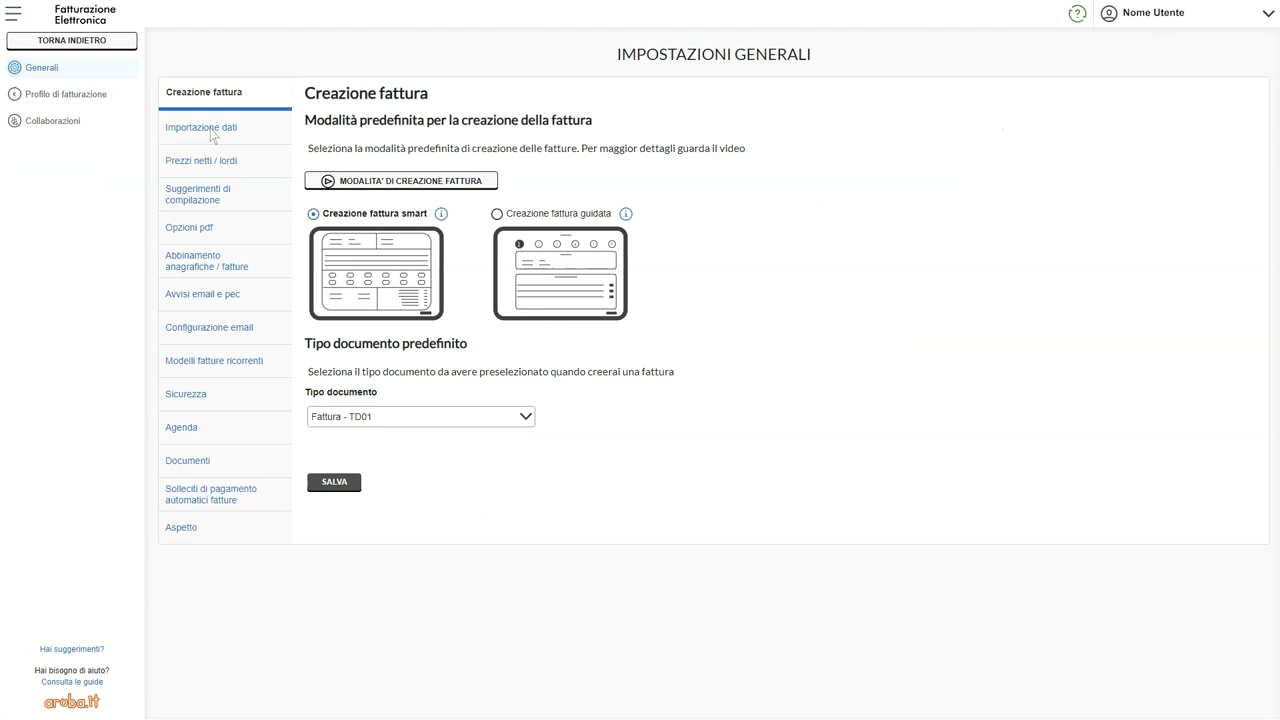 Fatturazione
Elettronica
Nome Utente
TORNA INDIETRO
Generali
Profilo di fatturazione
Collaborazioni
IMPOSTAZIONI GENERALI
Creazione fattura
Importazione dati
Prezzi netti / lordi
Suggerimenti di
compilazione
Opzioni pdf
Abbinamento
anagrafiche / fatture
Avvisi email e pec
Configurazione email
Modelli fatture ricorrenti
Sicurezza
Agenda
Documenti
Solleciti di pagamento
automatici fatture
Aspetto
Creazione fattura
Modalità predefinita per la creazione della fattura
Seleziona la modalità predefinita di creazione delle fatture. Per maggior dettagli guarda il video
MODALITA' DI CREAZIONE FATTURA
Creazione fattura smart
Creazione fattura guidata
Tipo documento predefinito
Seleziona il tipo documento da avere preselezionato quando creerai una fattura
Tipo documento
Fattura - TD01
SALVA
Hai suggerimenti?
Hai bisogno di aiuto?
Consulta le guide
aruba.it